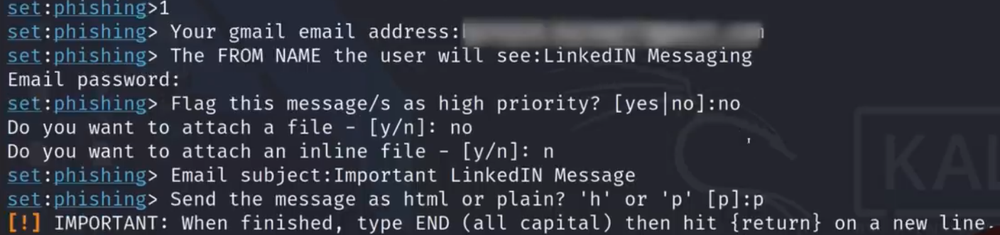 set:phishing>1
set:phishing> Your gmail email address:
set:phishing> The FROM NAME the user will see:LinkedIN Messaging
Email password:
set:phishing> Flag this message/s as high priority? [yes|no]:no
Do you want to attach a file - [y/n]: no
Do you want to attach an inline file - [y/n]: n
set:phishing> Email subject:Important LinkedIN Message
set:phishing> Send the message as html or plain? 'h' or 'p' [p]:p
[!] IMPORTANT: When finished, type END (all capital) then hit {return} on a new line.
KAL